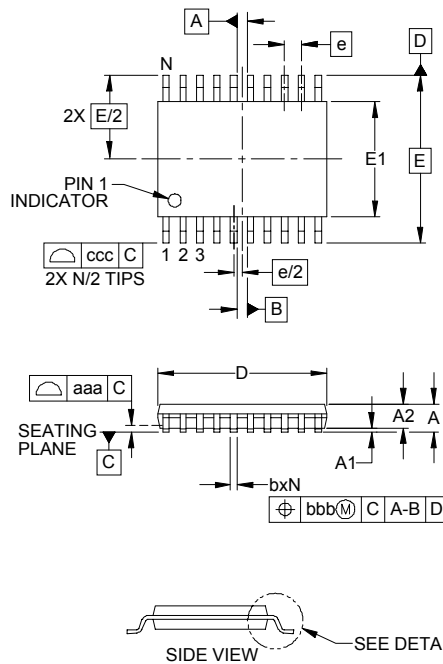 A
e
D
N
2X E/2
E1
E
PIN 1
INDICATOR
ccc C
1 2 3
e/2
2X N/2 TIPS
B
D
aaa C
A2
A
SEATING
PLANE
C
A1
bxN
bbb M C A-B D
SEE DETA
SIDE VIEW